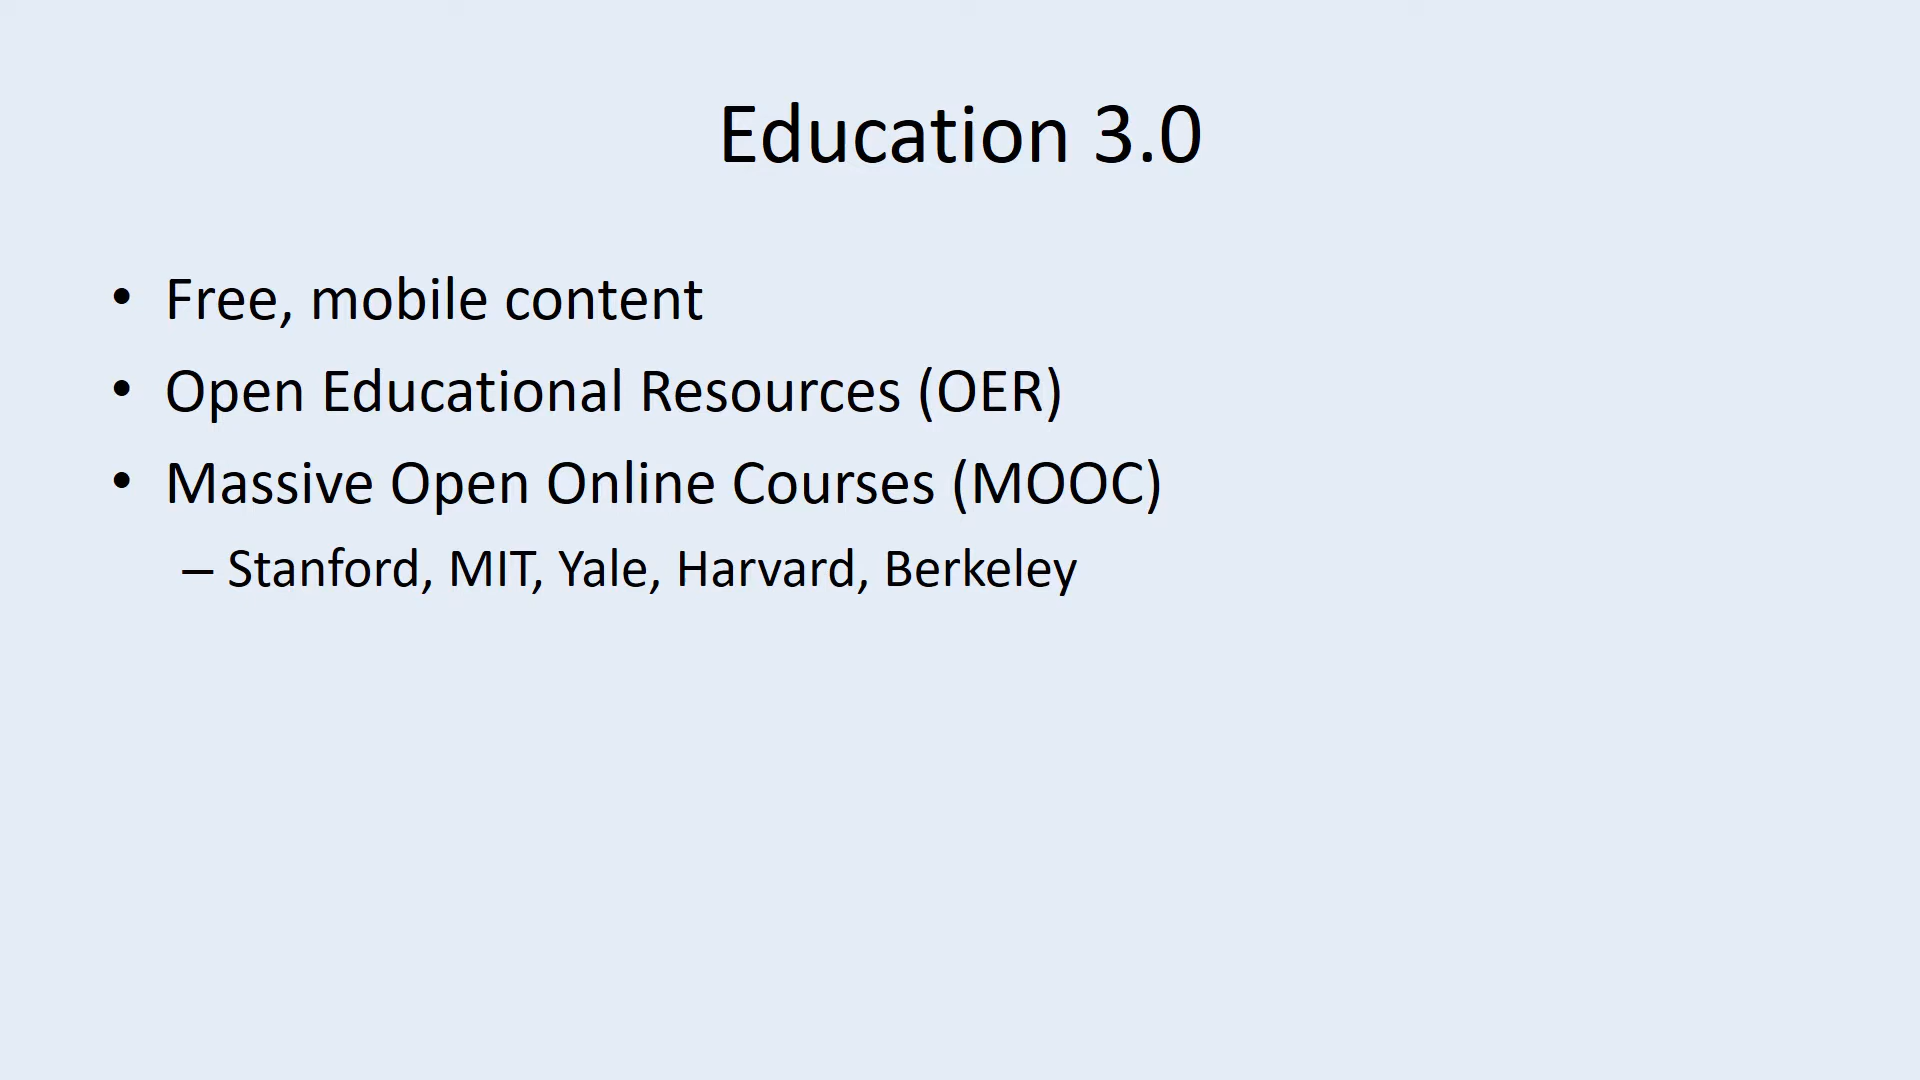 Education 3.0
• Free, mobile content
• Open Educational Resources (OER)
• Massive Open Online Courses (MOOC)
– Stanford, MIT, Yale, Harvard, Berkeley